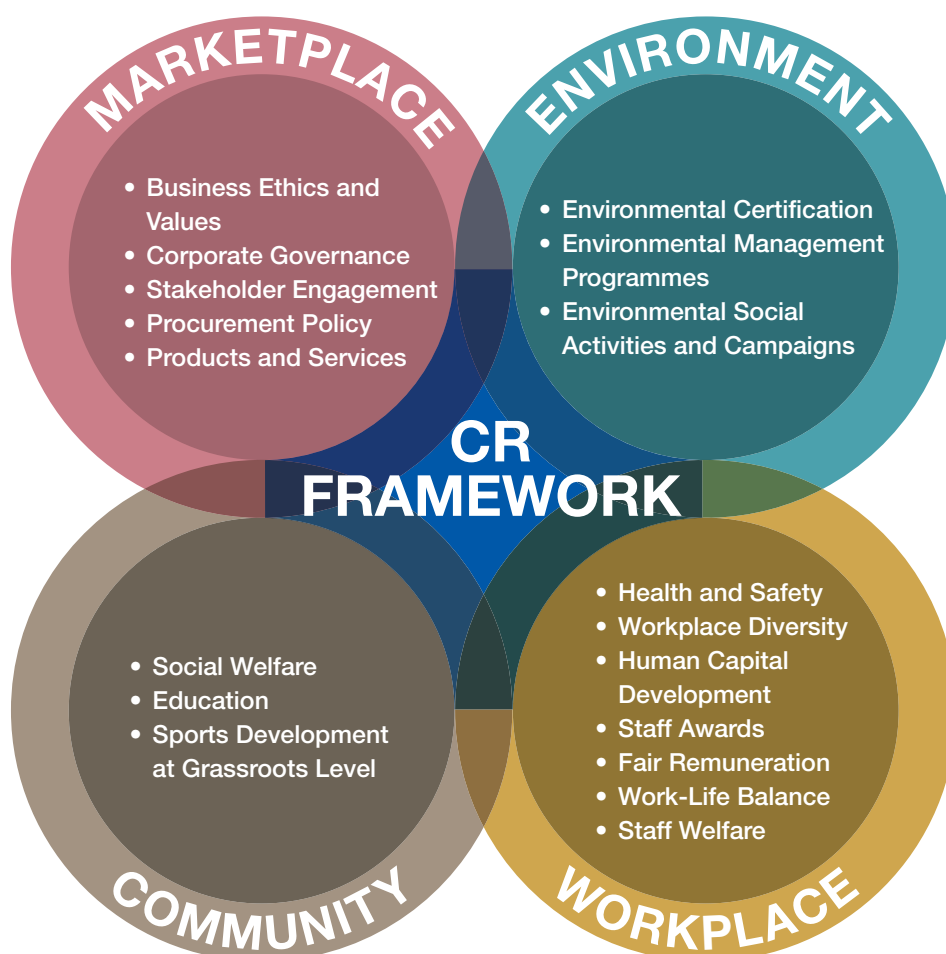 MARKETPLACE
• Business Ethics and
Values
• Corporate Governance
• Stakeholder Engagement
• Procurement Policy
• Products and Services
ENVIRONMENT
• Environmental Certification
• Environmental Management
Programmes
• Environmental Social
Activities and Campaigns
CR
FRAMEWORK
• Social Welfare
• Education
• Sports Development
at Grassroots Level
COMMUNITY
• Health and Safety
• Workplace Diversity
• Human Capital
Development
• Staff Awards
• Fair Remuneration
• Work-Life Balance
• Staff Welfare
WORKPLACE